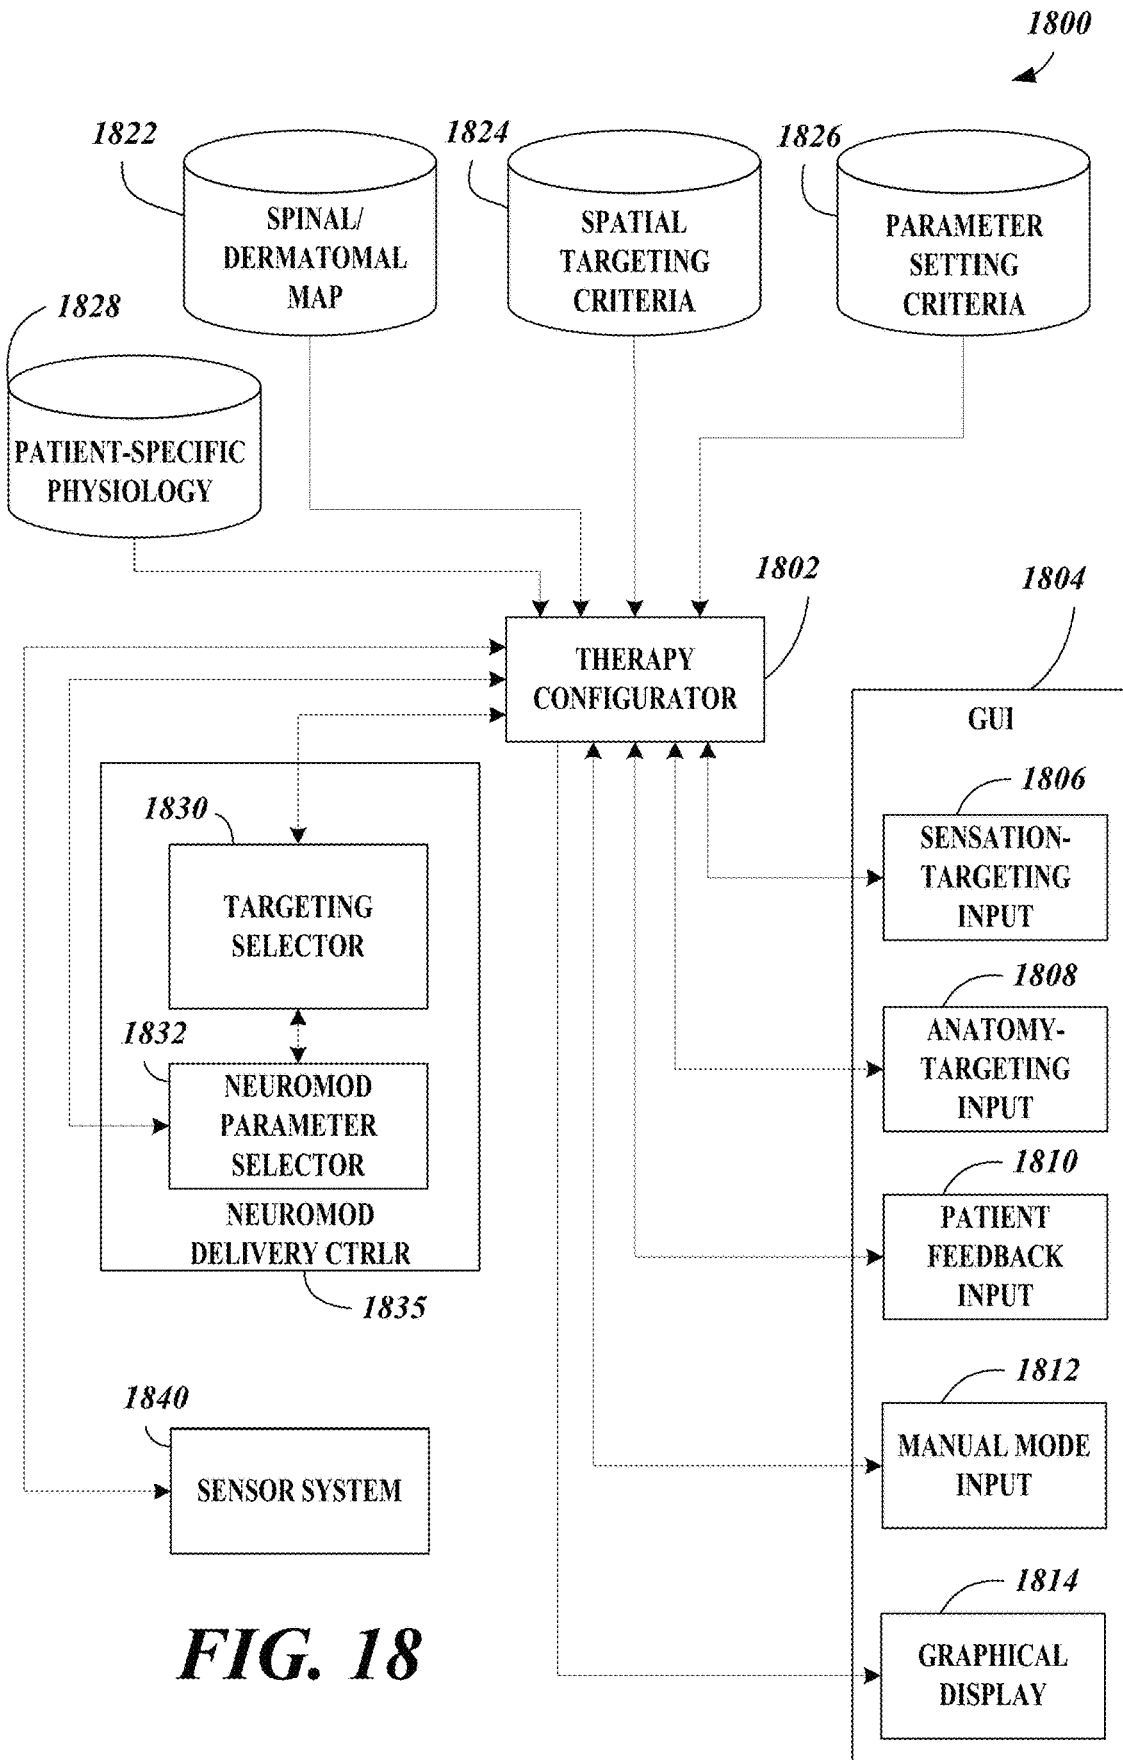 1800
1822
1824
1826
SPINAL/
DERMATOMAL
MAP
SPATIAL
TARGETING
CRITERIA
PARAMETER
SETTING
CRITERIA
1828
PATIENT-SPECIFIC
PHYSIOLOGY
1802
THERAPY
CONFIGURATOR
1804
GUI
1806
SENSATION-
TARGETING
INPUT
1808
ANATOMY-
TARGETING
INPUT
1810
PATIENT
FEEDBACK
INPUT
1812
MANUAL MODE
INPUT
1814
GRAPHICAL
DISPLAY
1830
TARGETING
SELECTOR
1832
NEUROMOD
PARAMETER
SELECTOR
NEUROMOD
DELIVERY CTRLR
1835
1840
SENSOR SYSTEM
FIG. 18